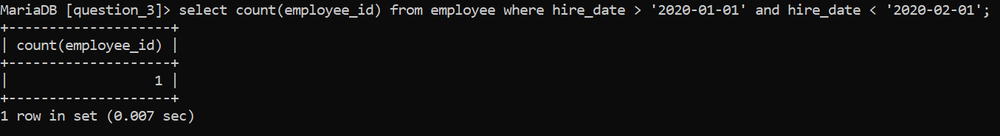 MariaDB [question_3]> select count(employee_id) from employee where hire_date > '2020-01-01' and hire_date < '2020-02-01';
+--------------------+
| count(employee_id) |
+--------------------+
|                  1 |
+--------------------+
1 row in set (0.007 sec)